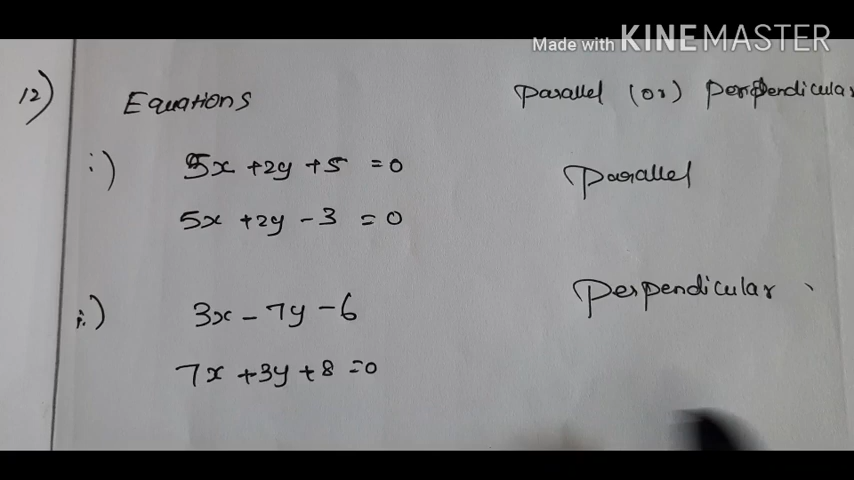 Made with KINEMASTER
12) Equations Parallel (or) Perpendicular
i) 5x + 2y + 5 = 0 Parallel
5x + 2y - 3 = 0
ii) 3x - 7y - 6 Perpendicular
7x + 3y + 8 = 0